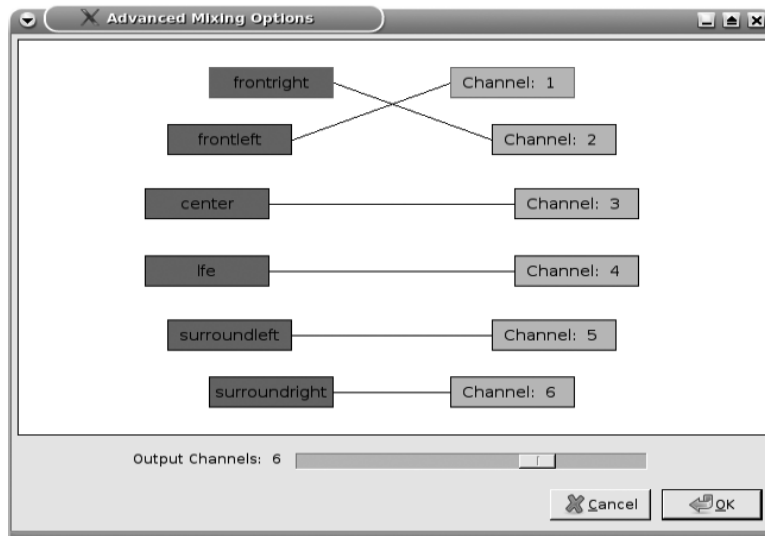 Advanced Mixing Options
frontright Channel: 1
frontleft Channel: 2
center Channel: 3
lfe Channel: 4
surroundleft Channel: 5
surroundright Channel: 6
Output Channels: 6
Cancel OK